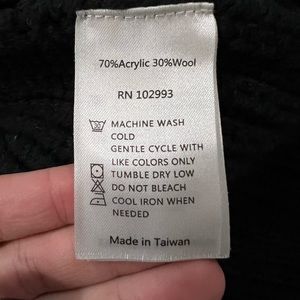 70%Acrylic 30%Wool
RN 102993
MACHINE WASH
COLD
GENTLE CYCLE WITH
LIKE COLORS ONLY
TUMBLE DRY LOW
DO NOT BLEACH
COOL IRON WHEN
NEEDED
Made in Taiwan